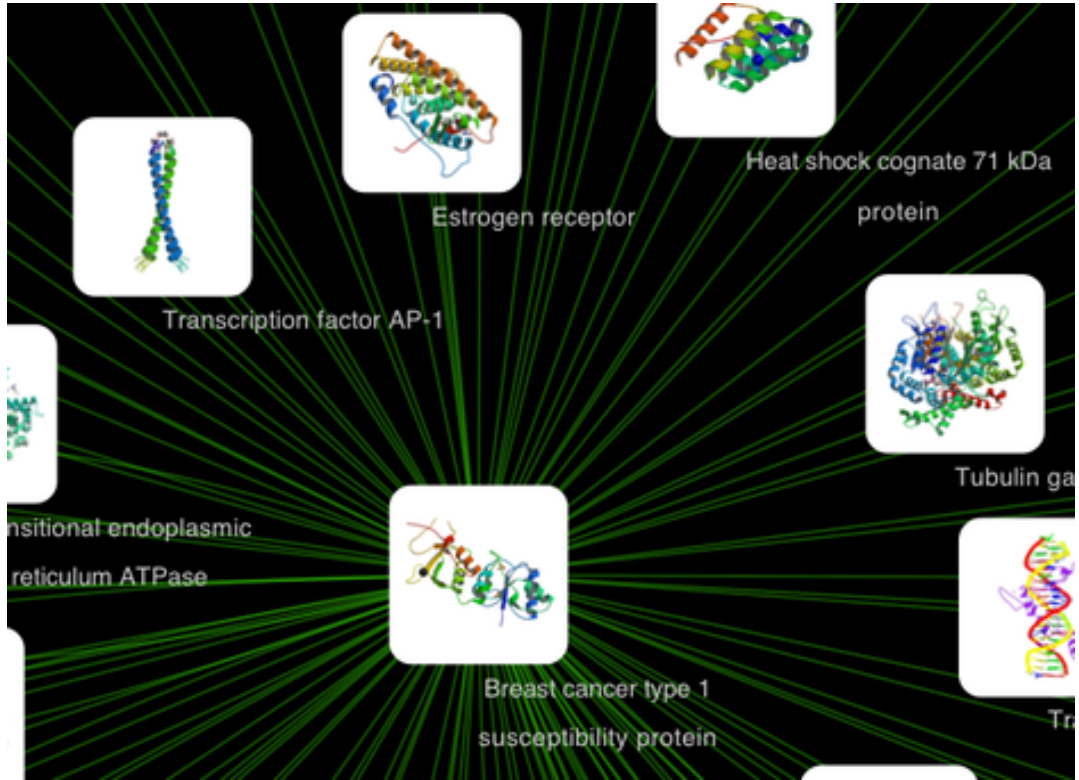 Heat shock cognate 71 kDa
protein
Estrogen receptor
Transcription factor AP-1
Tubulin ga
nsitional endoplasmic
reticulum ATPase
Breast cancer type 1
susceptibility protein
Tra